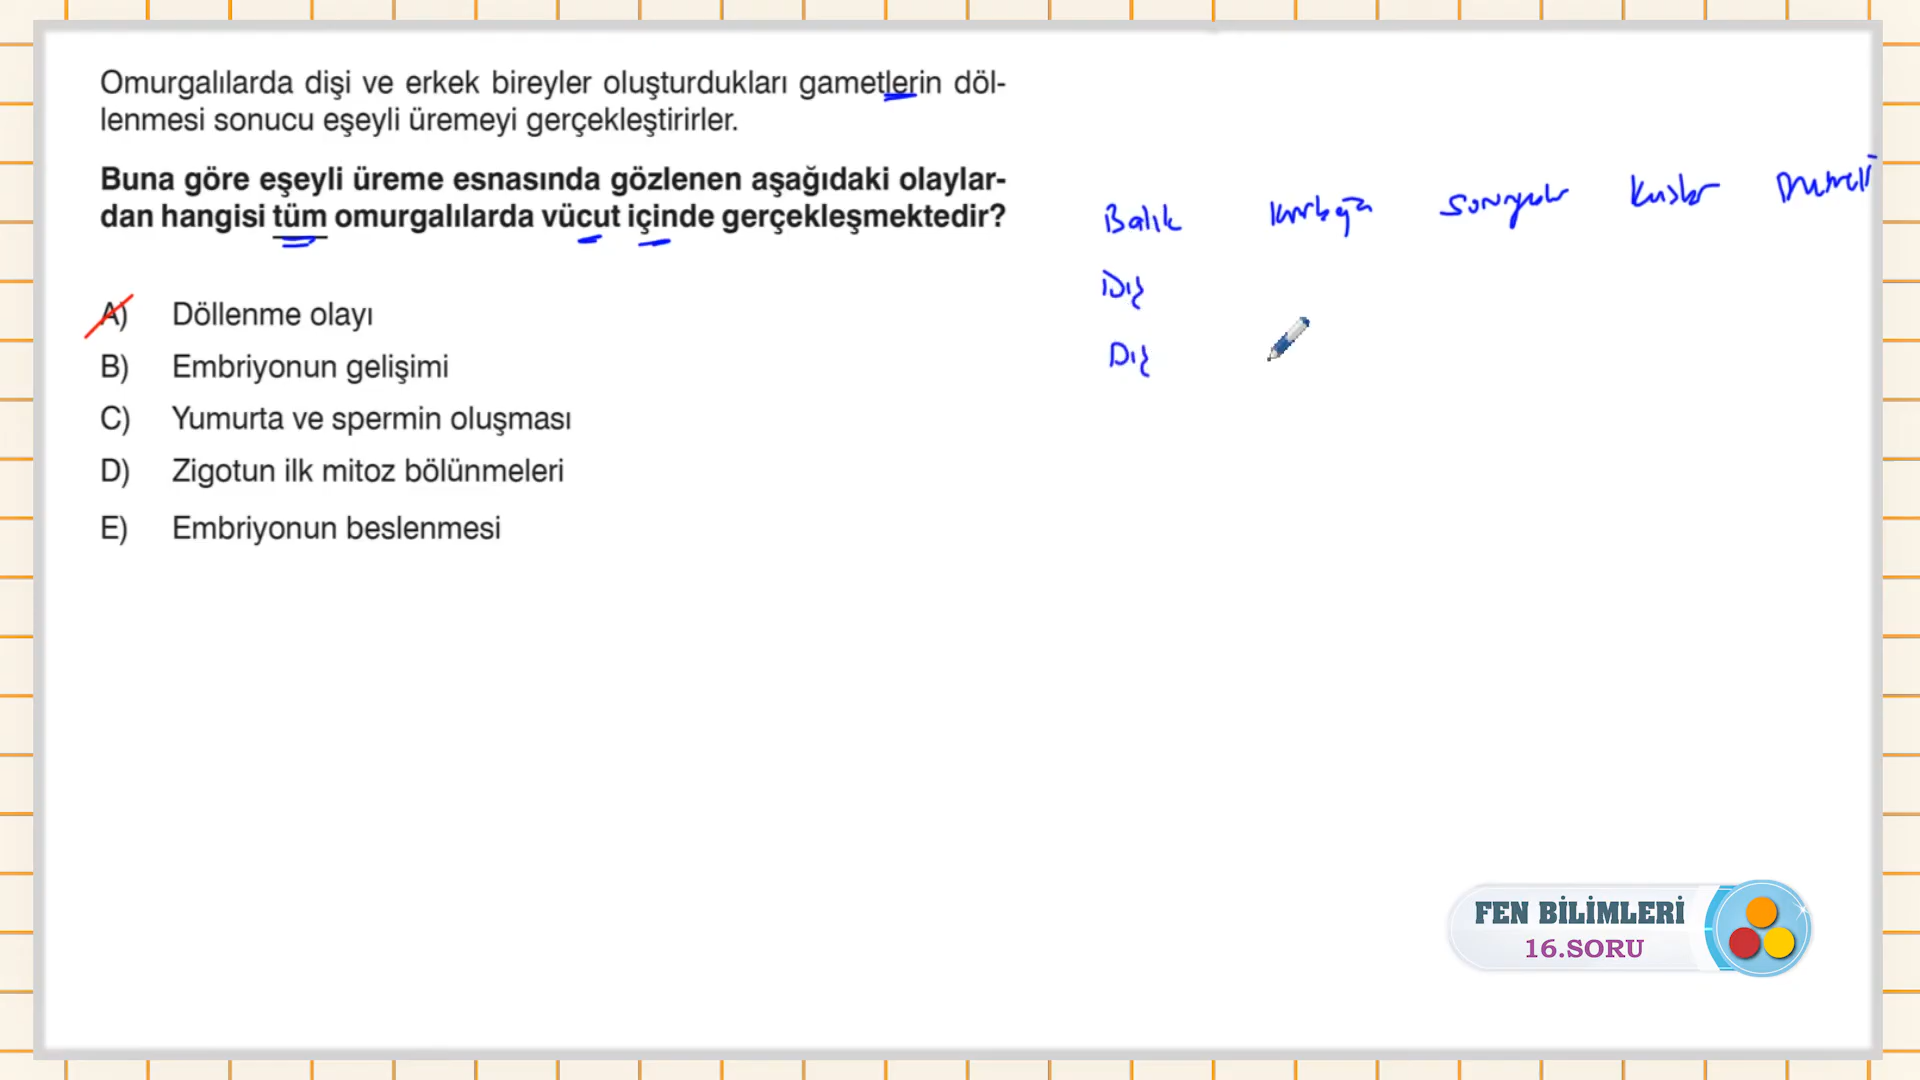 Omurgalılarda dişi ve erkek bireyler oluşturdukları gametlerin döl-
lenmesi sonucu eşeyli üremeyi gerçekleştirirler.
Buna göre eşeyli üreme esnasında gözlenen aşağıdaki olaylar-
dan hangisi tüm omurgalılarda vücut içinde gerçekleşmektedir?
A) Döllenme olayı
B) Embriyonun gelişimi
C) Yumurta ve spermin oluşması
D) Zigotun ilk mitoz bölünmeleri
E) Embriyonun beslenmesi
Balık Kurbağa Kuşlar
Dış
Dış
FEN BİLİMLERİ
16.SORU